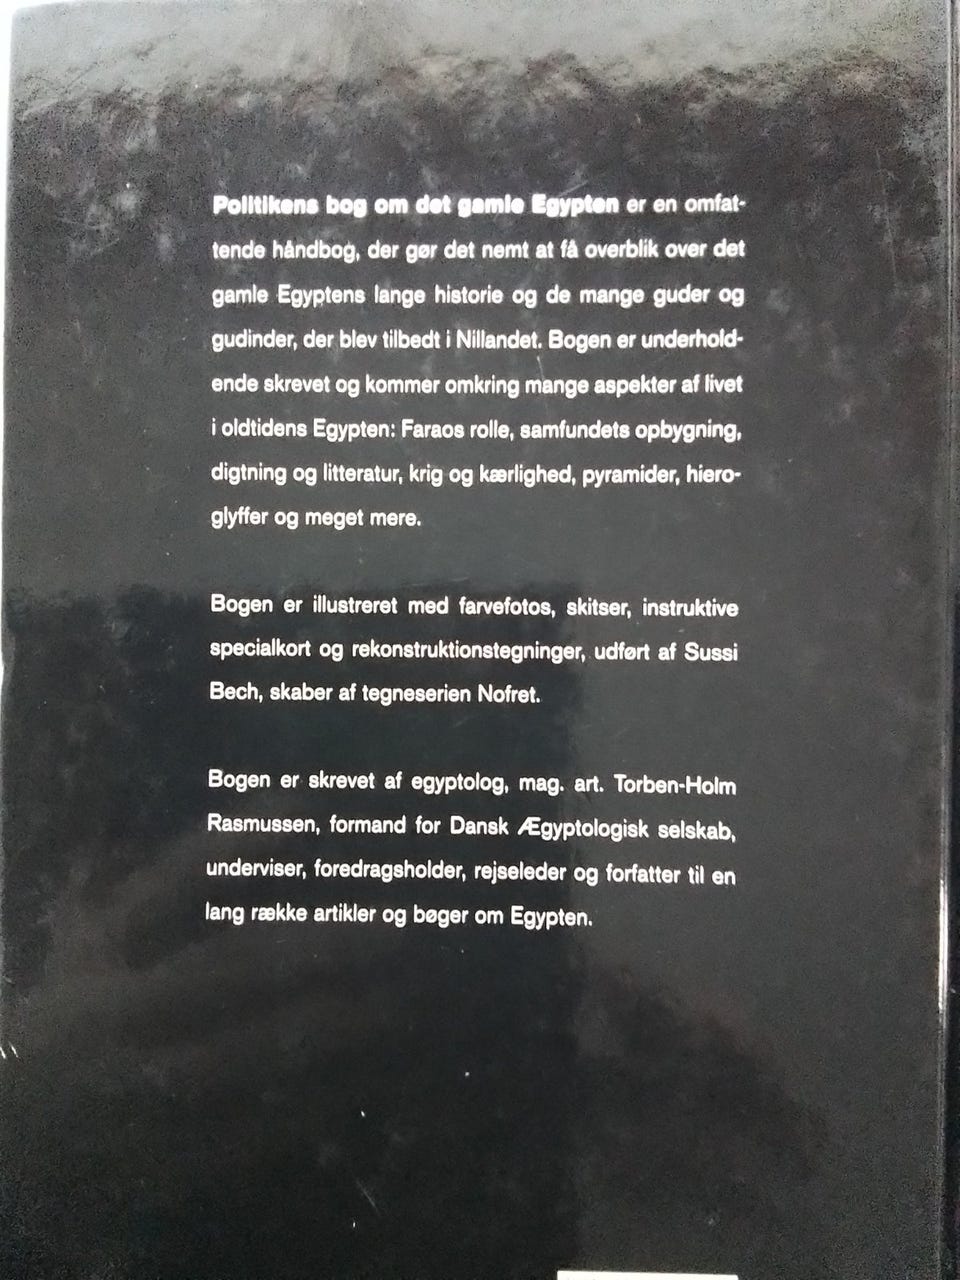 Politikens bog om det gamle Egypten er en omfat-
tende håndbog, der gør det nemt at få overblik over det
gamle Egyptens lange historie og de mange guder og
gudinder, der blev tilbedt i Nillandet. Bogen er underhold-
ende skrevet og kommer omkring mange aspekter af livet
i oldtidens Egypten: Faraos rolle, samfundets opbygning,
digtning og litteratur, krig og kærlighed, pyramider, hiero-
glyffer og meget mere.
Bogen er illustreret med farvefotos, skitser, instruktive
specialkort og rekonstruktionstegninger, udført af Sussi
Bech, skaber af tegneserien Nofret.
Bogen er skrevet af egyptolog, mag. art. Torben-Holm
Rasmussen, formand for Dansk Ægyptologisk selskab,
underviser, foredragsholder, rejseleder og forfatter til en
lang række artikler og bøger om Egypten.